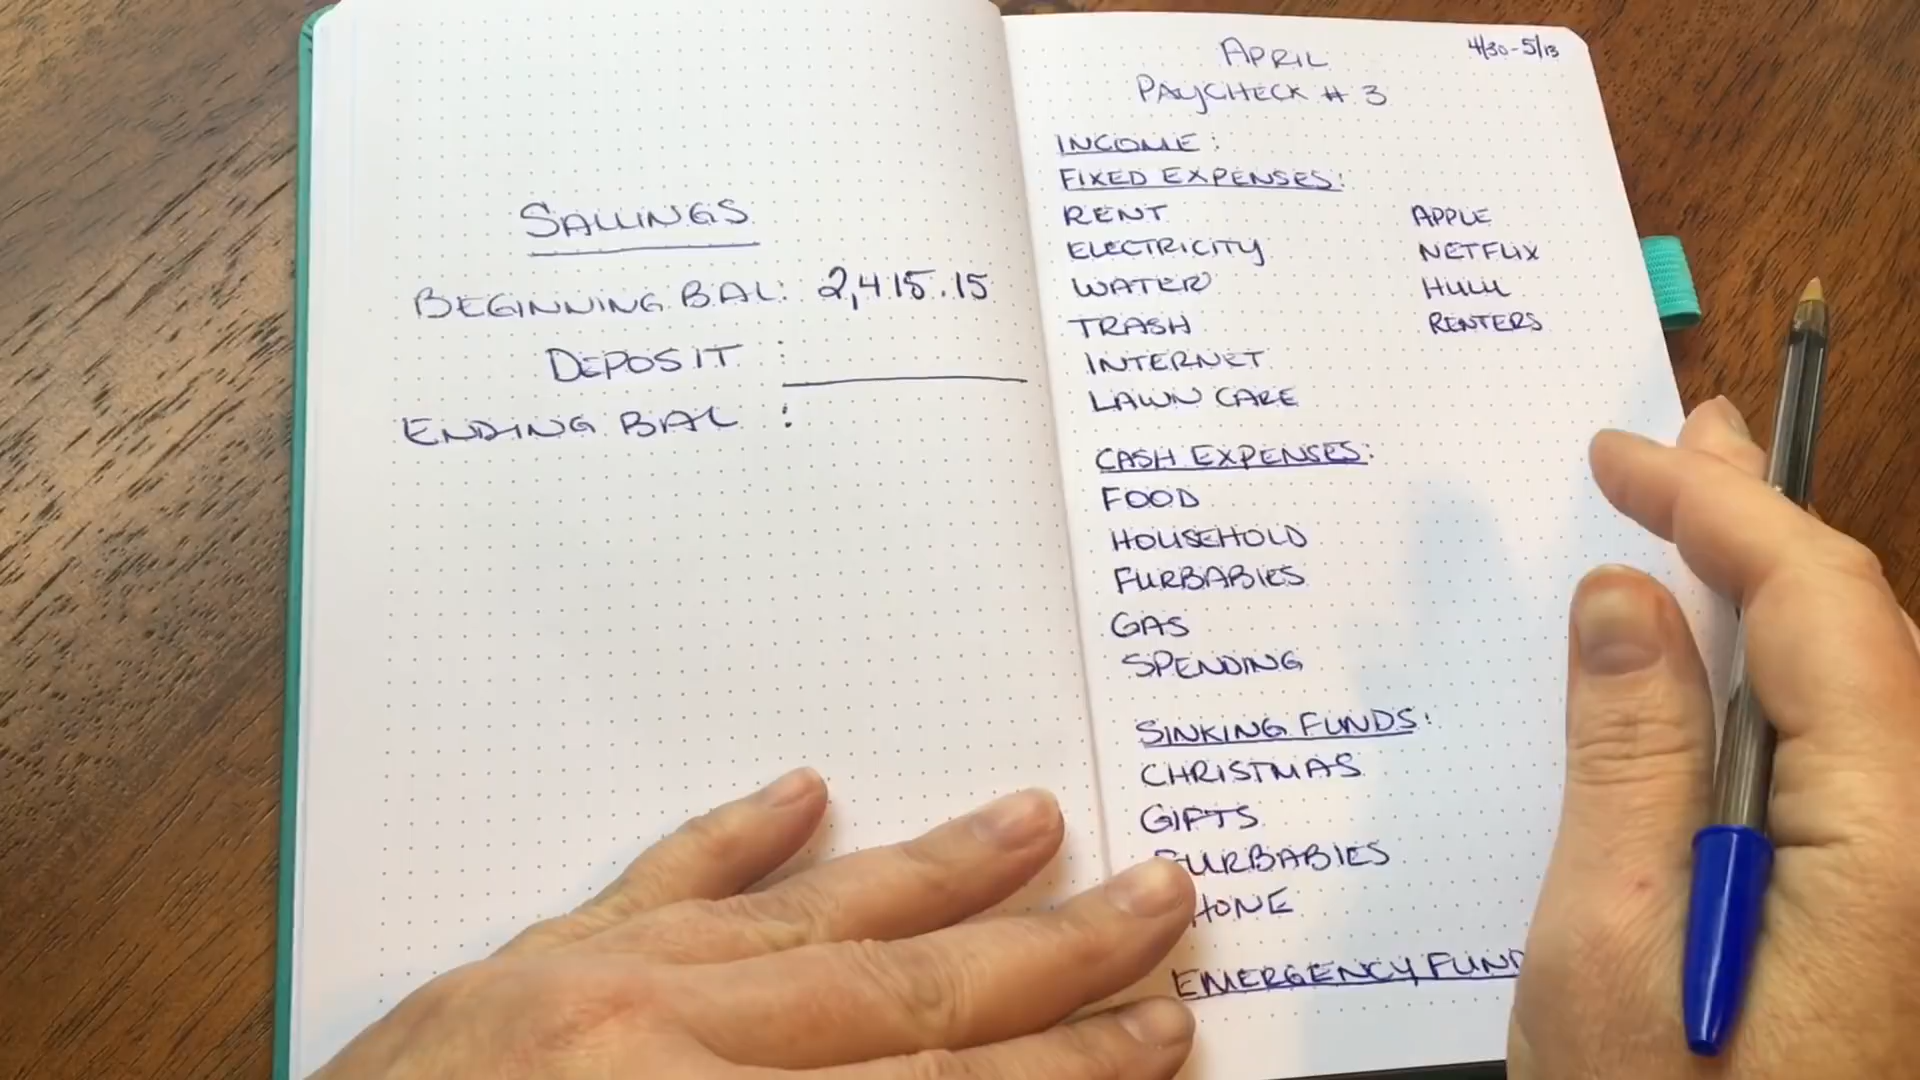 SAVINGS
BEGINNING BAL: 2,415.15
DEPOSIT :
ENDING BAL :
APRIL
4/30-5/13
PAYCHECK # 3
INCOME:
FIXED EXPENSES:
RENT
ELECTRICITY
WATER
TRASH
INTERNET
LAWN CARE
APPLE
NETFLIX
HULU
RENTERS
CASH EXPENSES:
FOOD
HOUSEHOLD
FURBABIES
GAS
SPENDING
SINKING FUNDS:
CHRISTMAS
GIFTS
FURBABIES
HONE
EMERGENCY FUND